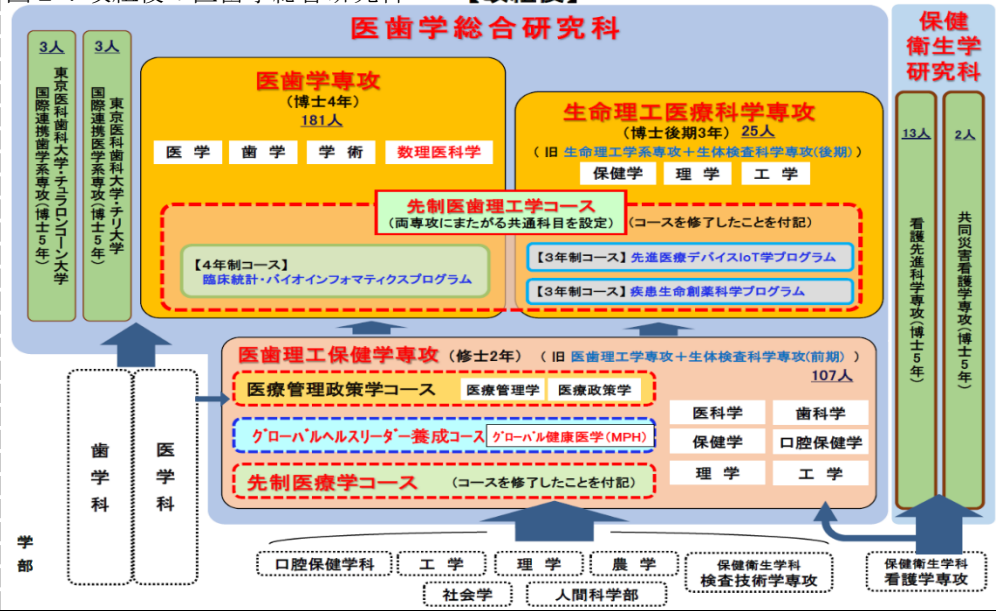 【改組後】
医歯学総合研究科
保健
衛生学
研究科
3人
東京医科歯科大学・チュラロンコーン大学
国際連携歯学系専攻(博士5年)
3人
東京医科歯科大学・チリ大学
国際連携医学系専攻(博士5年)
医歯学専攻
(博士4年)
181人
医 学
歯 学
学 術
数理医科学
生命理工医療科学専攻
(博士後期3年) 25人
( 旧 生命理工学系専攻+生体検査科学専攻(後期) )
保健学
理 学
工 学
先制医歯理工学コース
(両専攻にまたがる共通科目を設定)
(コースを修了したことを付記)
【4年制コース】
臨床統計・バイオインフォマティクスプログラム
【3年制コース】先進医療デバイスIoT学プログラム
【3年制コース】疾患生命創薬科学プログラム
13人
看護先進科学専攻(博士5年)
2人
共同災害看護学専攻(博士5年)
医歯理工保健学専攻 (修士2年) ( 旧 医歯理工学専攻+生体検査科学専攻(前期) )
107人
医療管理政策学コース
医療管理学
医療政策学
グローバルヘルスリーダー養成コース
グローバル健康医学(MPH)
先制医療学コース (コースを修了したことを付記)
医科学
歯科学
保健学
口腔保健学
理 学
工 学
歯学科
医学科
学部
口腔保健学科
工 学
理 学
農 学
保健衛生学科
検査技術学専攻
保健衛生学科
看護学専攻
社会学
人間科学部